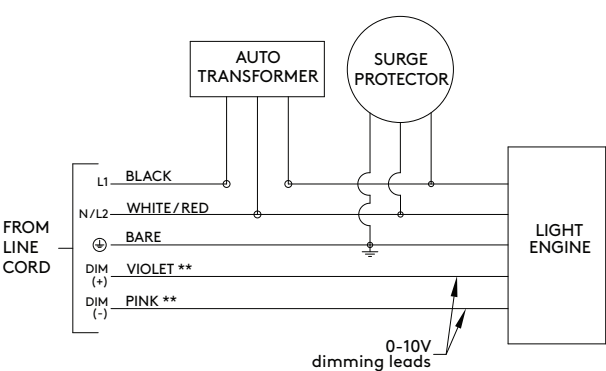 AUTO
TRANSFORMER
SURGE
PROTECTOR
FROM
LINE
CORD
L1
BLACK
N/L2
WHITE/RED
BARE
DIM
(+)
VIOLET **
DIM
(-)
PINK **
LIGHT
ENGINE
0-10V
dimming leads